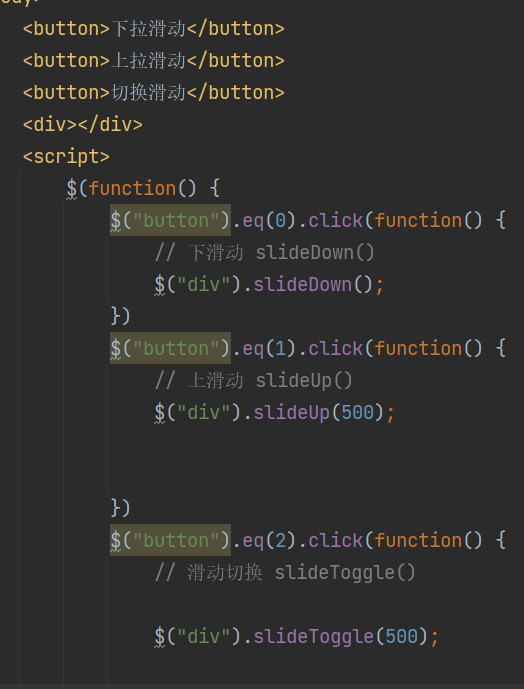 ody>
<button>下拉滑动</button>
<button>上拉滑动</button>
<button>切换滑动</button>
<div></div>
<script>
$(function() {
$("button").eq(0).click(function() {
// 下滑动 slideDown()
$("div").slideDown();
})
$("button").eq(1).click(function() {
// 上滑动 slideUp()
$("div").slideUp(500);
})
$("button").eq(2).click(function() {
// 滑动切换 slideToggle()
$("div").slideToggle(500);